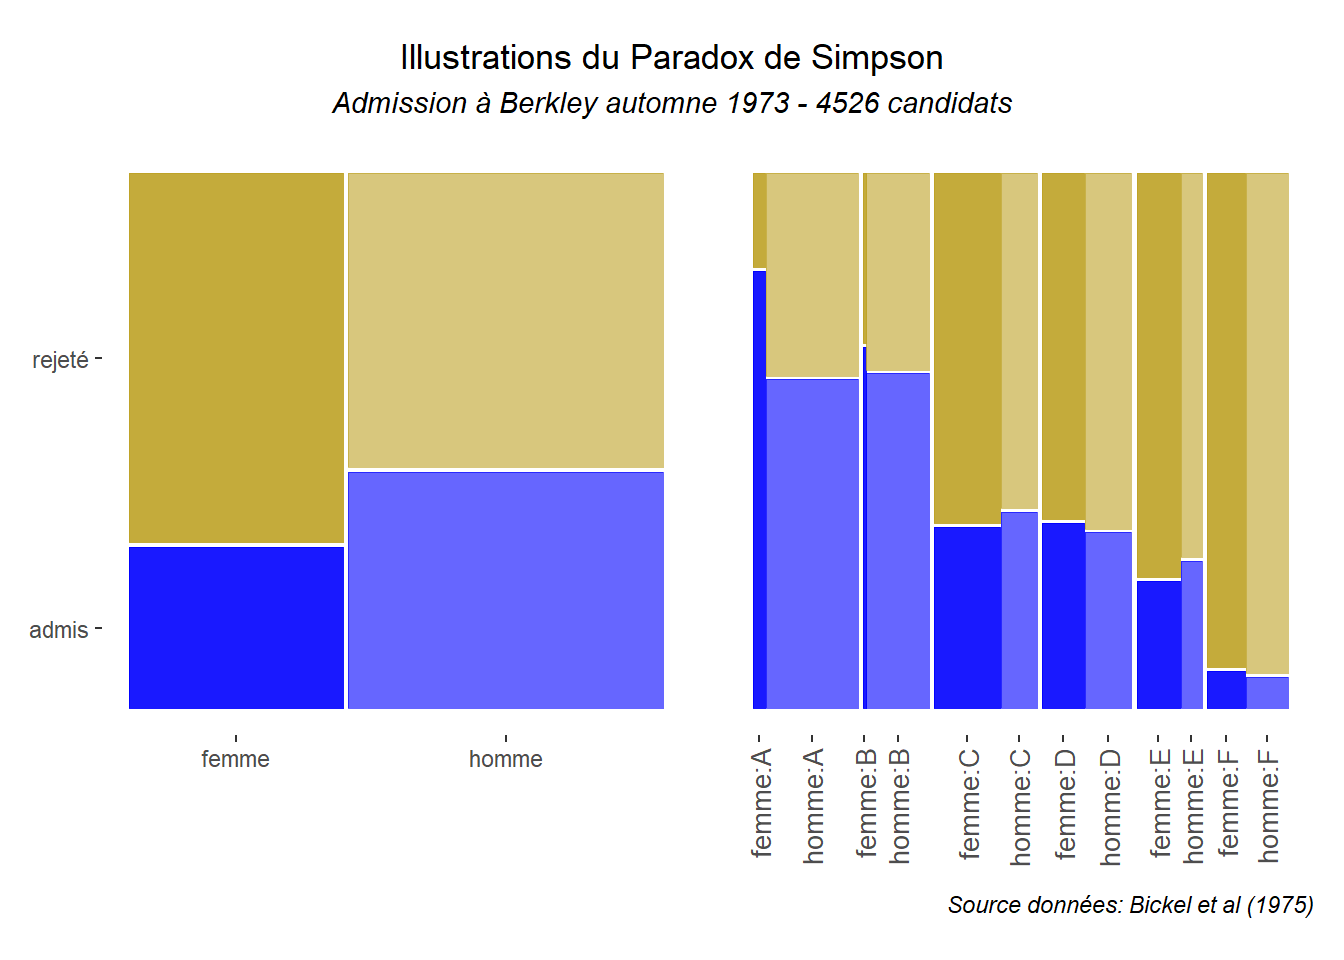 Illustrations du Paradox de Simpson
Admission à Berkley automne 1973 - 4526 candidats
rejeté
admis
femme
homme
femme:A
homme:A
femme:B
homme:B
femme:C
homme:C
femme:D
homme:D
femme:E
homme:E
femme:F
homme:F
Source données: Bickel et al (1975)